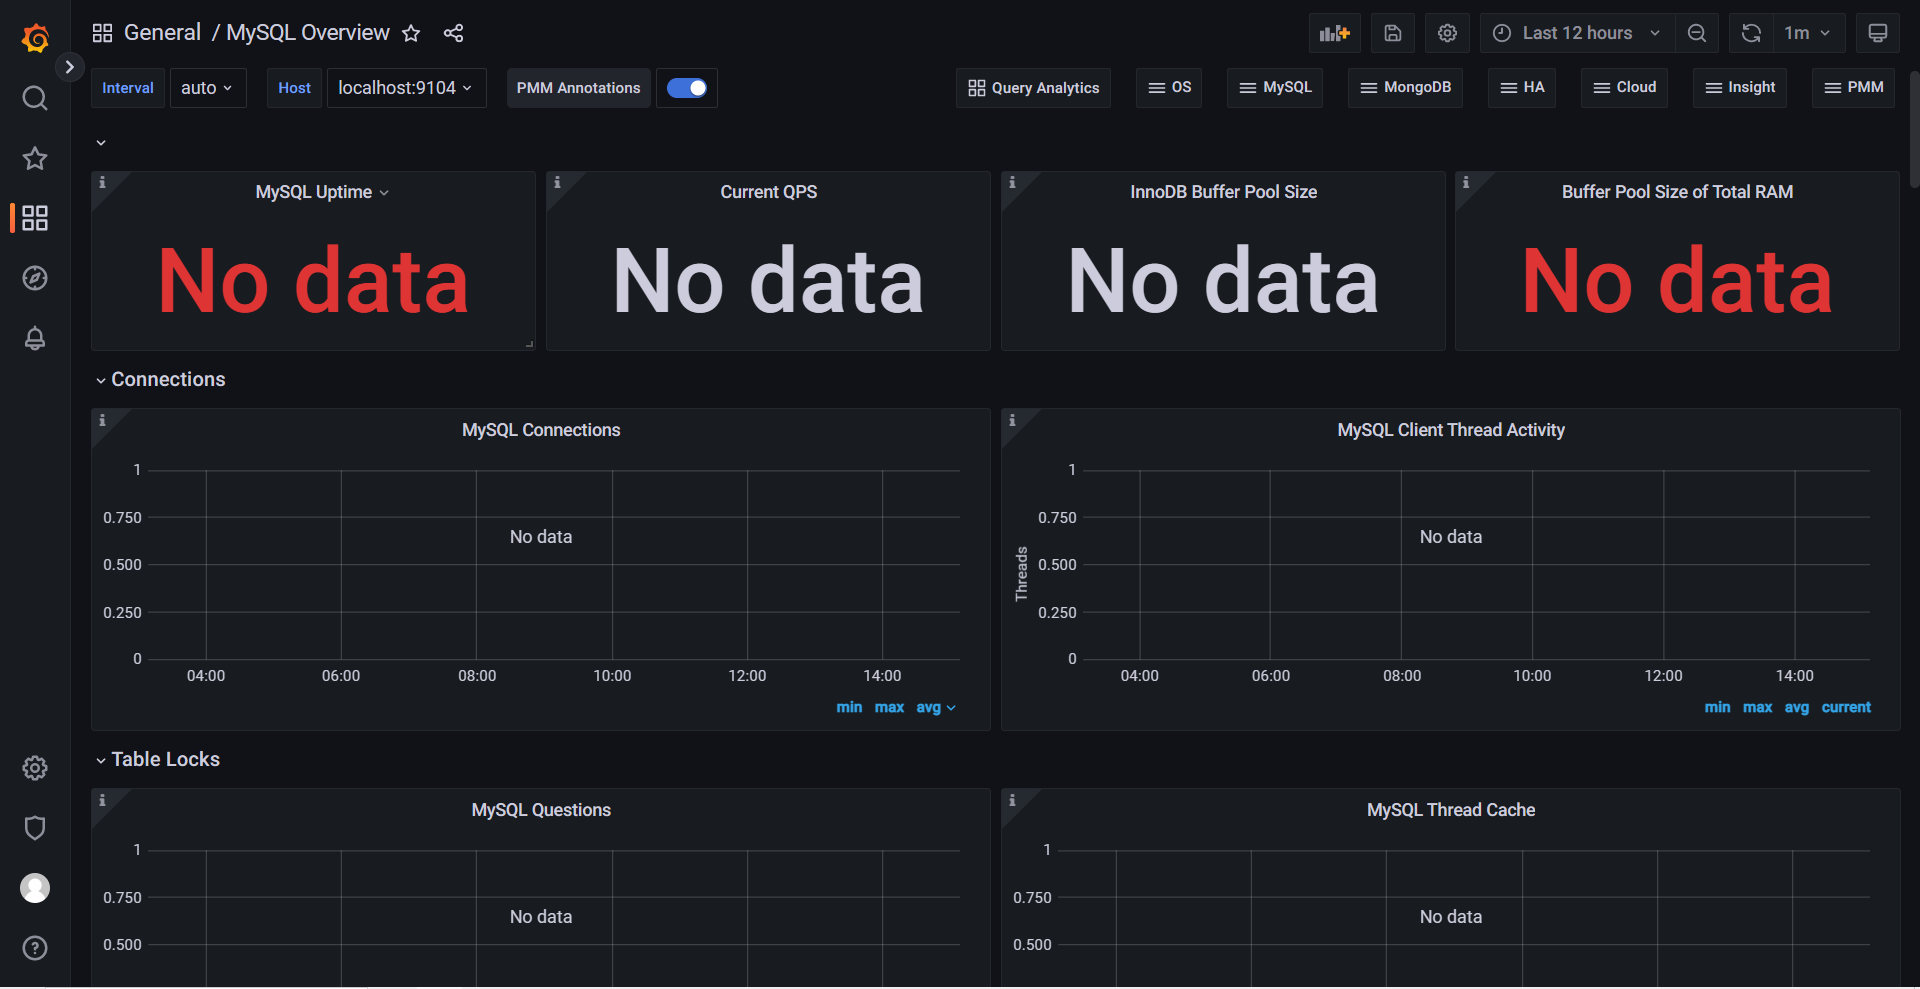 General / MySQL Overview
Last 12 hours
1m
Interval auto Host localhost:9104 PMM Annotations
Query Analytics OS MySQL MongoDB HA Cloud Insight PMM
MySQL Uptime
No data
Current QPS
No data
InnoDB Buffer Pool Size
No data
Buffer Pool Size of Total RAM
No data
Connections
MySQL Connections
1
0.750
0.500
0.250
0
No data
04:00 06:00 08:00 10:00 12:00 14:00
min max avg
MySQL Client Thread Activity
Threads
1
0.750
0.500
0.250
0
No data
04:00 06:00 08:00 10:00 12:00 14:00
min max avg current
Table Locks
MySQL Questions
1
0.750
0.500
No data
MySQL Thread Cache
1
0.750
0.500
No data